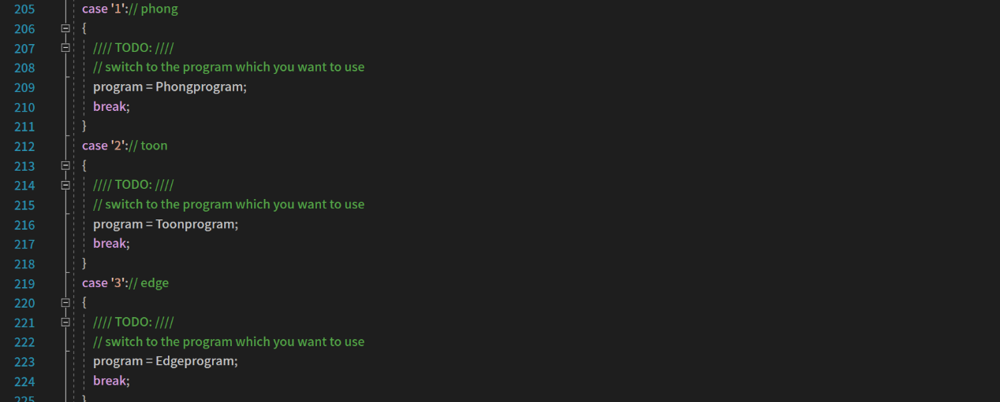 205 case '1':// phong
206 {
207 //// TODO: ////
208 // switch to the program which you want to use
209 program = Phongprogram;
210 break;
211 }
212 case '2':// toon
213 {
214 //// TODO: ////
215 // switch to the program which you want to use
216 program = Toonprogram;
217 break;
218 }
219 case '3':// edge
220 {
221 //// TODO: ////
222 // switch to the program which you want to use
223 program = Edgeprogram;
224 break;
225 }